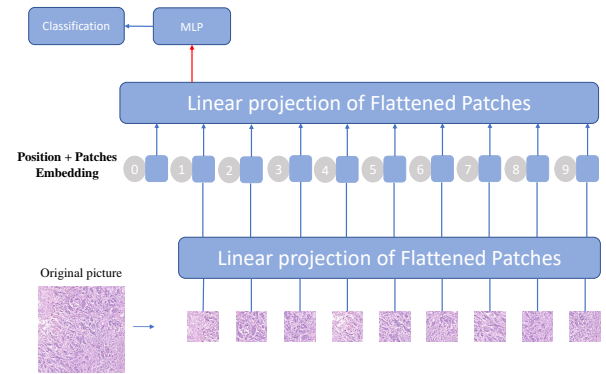 Classification
MLP
Linear projection of Flattened Patches
Position + Patches
Embedding
0 1 2 3 4 5 6 7 8 9
Linear projection of Flattened Patches
Original picture